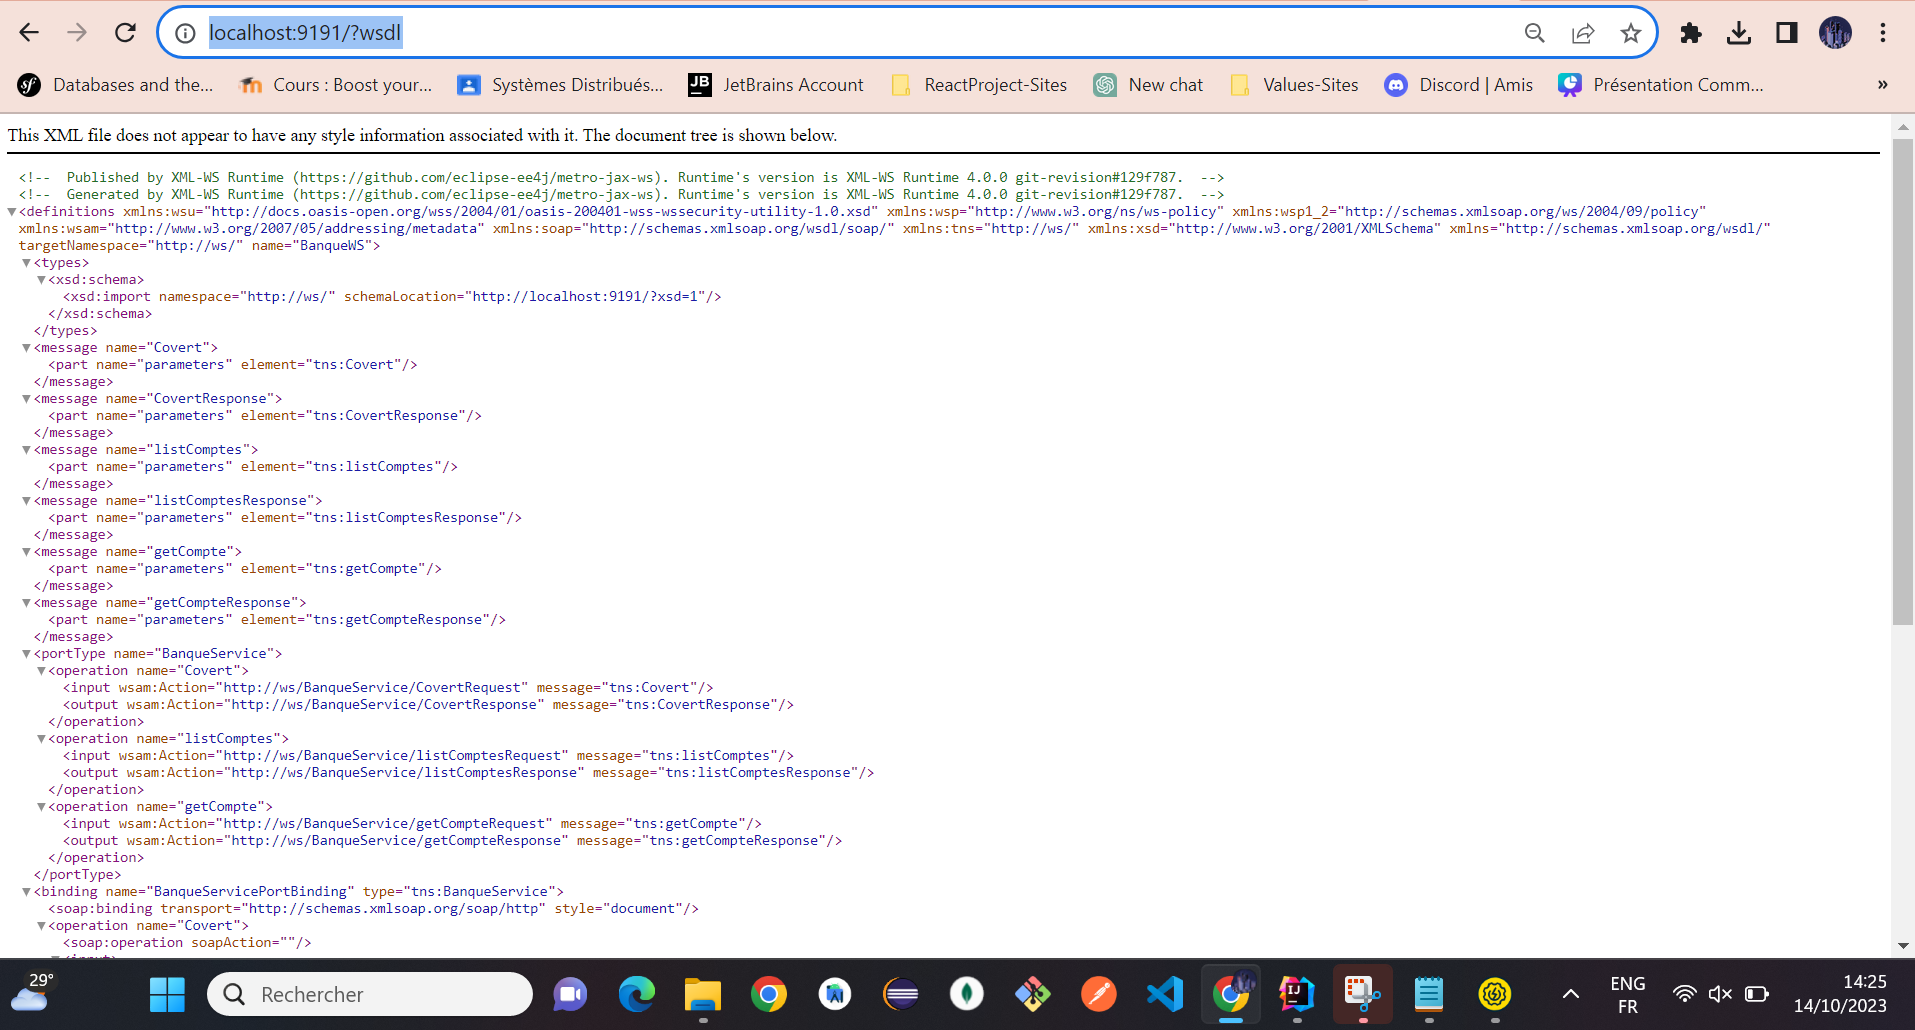 localhost:9191/?wsdl
Databases and the... Cours : Boost your... Systèmes Distribués... JetBrains Account ReactProject-Sites New chat Values-Sites Discord | Amis Présentation Comm... »
This XML file does not appear to have any style information associated with it. The document tree is shown below.
<!-- Published by XML-WS Runtime (https://github.com/eclipse-ee4j/metro-jax-ws). Runtime's version is XML-WS Runtime 4.0.0 git-revision#129f787. -->
<!-- Generated by XML-WS Runtime (https://github.com/eclipse-ee4j/metro-jax-ws). Runtime's version is XML-WS Runtime 4.0.0 git-revision#129f787. -->
<definitions xmlns:wsu="http://docs.oasis-open.org/wss/2004/01/oasis-200401-wss-wssecurity-utility-1.0.xsd" xmlns:wsp="http://www.w3.org/ns/ws-policy" xmlns:wsp1_2="http://schemas.xmlsoap.org/ws/2004/09/policy"
xmlns:wsam="http://www.w3.org/2007/05/addressing/metadata" xmlns:soap="http://schemas.xmlsoap.org/wsdl/soap/" xmlns:tns="http://ws/" xmlns:xsd="http://www.w3.org/2001/XMLSchema" xmlns="http://schemas.xmlsoap.org/wsdl/"
targetNamespace="http://ws/" name="BanqueWS">
<types>
<xsd:schema>
<xsd:import namespace="http://ws/" schemaLocation="http://localhost:9191/?xsd=1"/>
</xsd:schema>
</types>
<message name="Covert">
<part name="parameters" element="tns:Covert"/>
</message>
<message name="CovertResponse">
<part name="parameters" element="tns:CovertResponse"/>
</message>
<message name="listComptes">
<part name="parameters" element="tns:listComptes"/>
</message>
<message name="listComptesResponse">
<part name="parameters" element="tns:listComptesResponse"/>
</message>
<message name="getCompte">
<part name="parameters" element="tns:getCompte"/>
</message>
<message name="getCompteResponse">
<part name="parameters" element="tns:getCompteResponse"/>
</message>
<portType name="BanqueService">
<operation name="Covert">
<input wsam:Action="http://ws/BanqueService/CovertRequest" message="tns:Covert"/>
<output wsam:Action="http://ws/BanqueService/CovertResponse" message="tns:CovertResponse"/>
</operation>
<operation name="listComptes">
<input wsam:Action="http://ws/BanqueService/listComptesRequest" message="tns:listComptes"/>
<output wsam:Action="http://ws/BanqueService/listComptesResponse" message="tns:listComptesResponse"/>
</operation>
<operation name="getCompte">
<input wsam:Action="http://ws/BanqueService/getCompteRequest" message="tns:getCompte"/>
<output wsam:Action="http://ws/BanqueService/getCompteResponse" message="tns:getCompteResponse"/>
</operation>
</portType>
<binding name="BanqueServicePortBinding" type="tns:BanqueService">
<soap:binding transport="http://schemas.xmlsoap.org/soap/http" style="document"/>
<operation name="Covert">
<soap:operation soapAction=""/>
<input>
29° Rechercher ENG 14:25
FR 14/10/2023